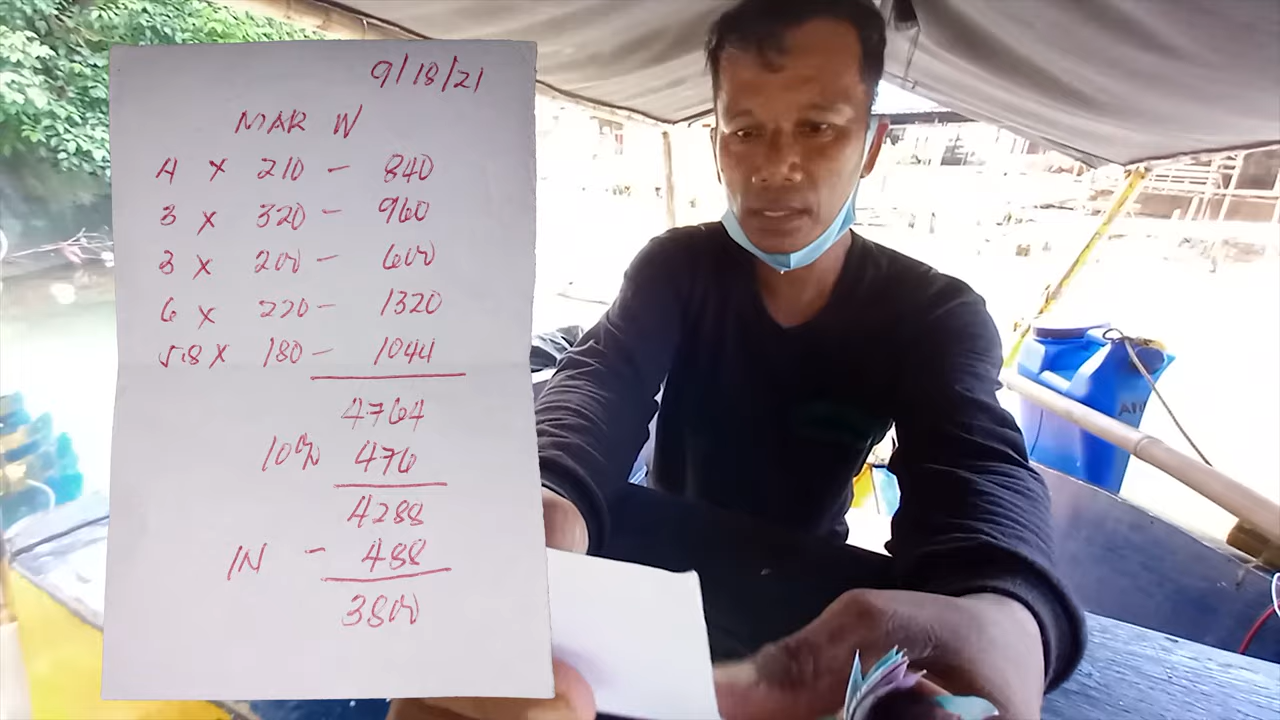 9/18/21
MAR W
4 x 210 - 840
3 x 320 - 960
3 x 200 - 600
6 x 220 - 1320
5.8 x 180 - 1044
4764
10% 476
4288
IN - 488
3800